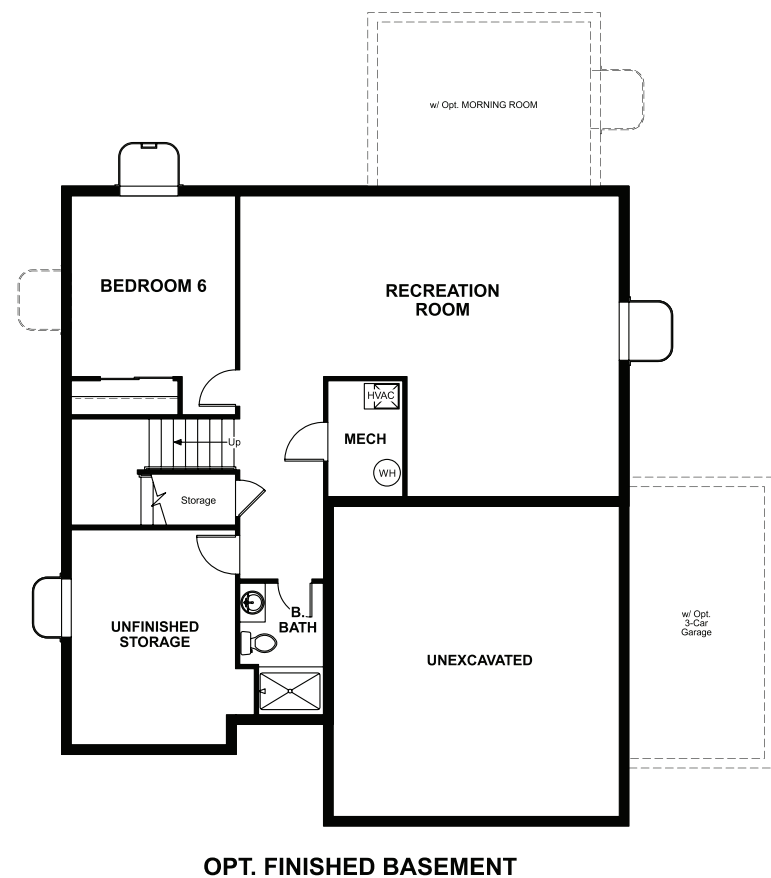 w/ Opt. MORNING ROOM
BEDROOM 6
RECREATION
ROOM
HVAC
MECH
Up
WH
Storage
UNFINISHED
STORAGE
B.
BATH
w/ Opt.
3-Car
Garage
UNEXCAVATED
OPT. FINISHED BASEMENT